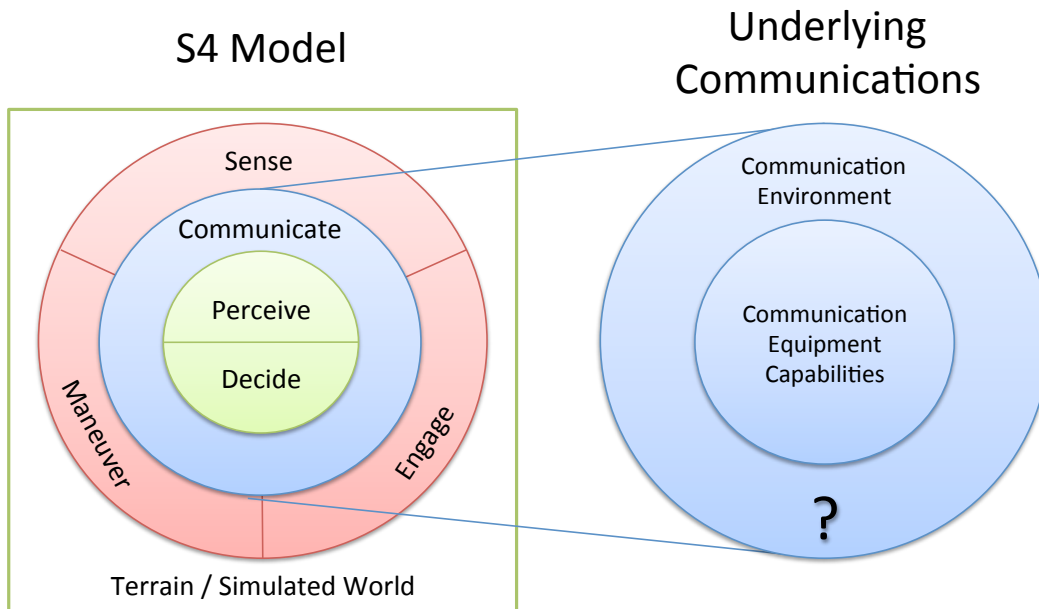 S4 Model
Underlying
Communications
Sense
Communicate
Perceive
Decide
Maneuver
Engage
Terrain / Simulated World
Communication
Environment
Communication
Equipment
Capabilities
?